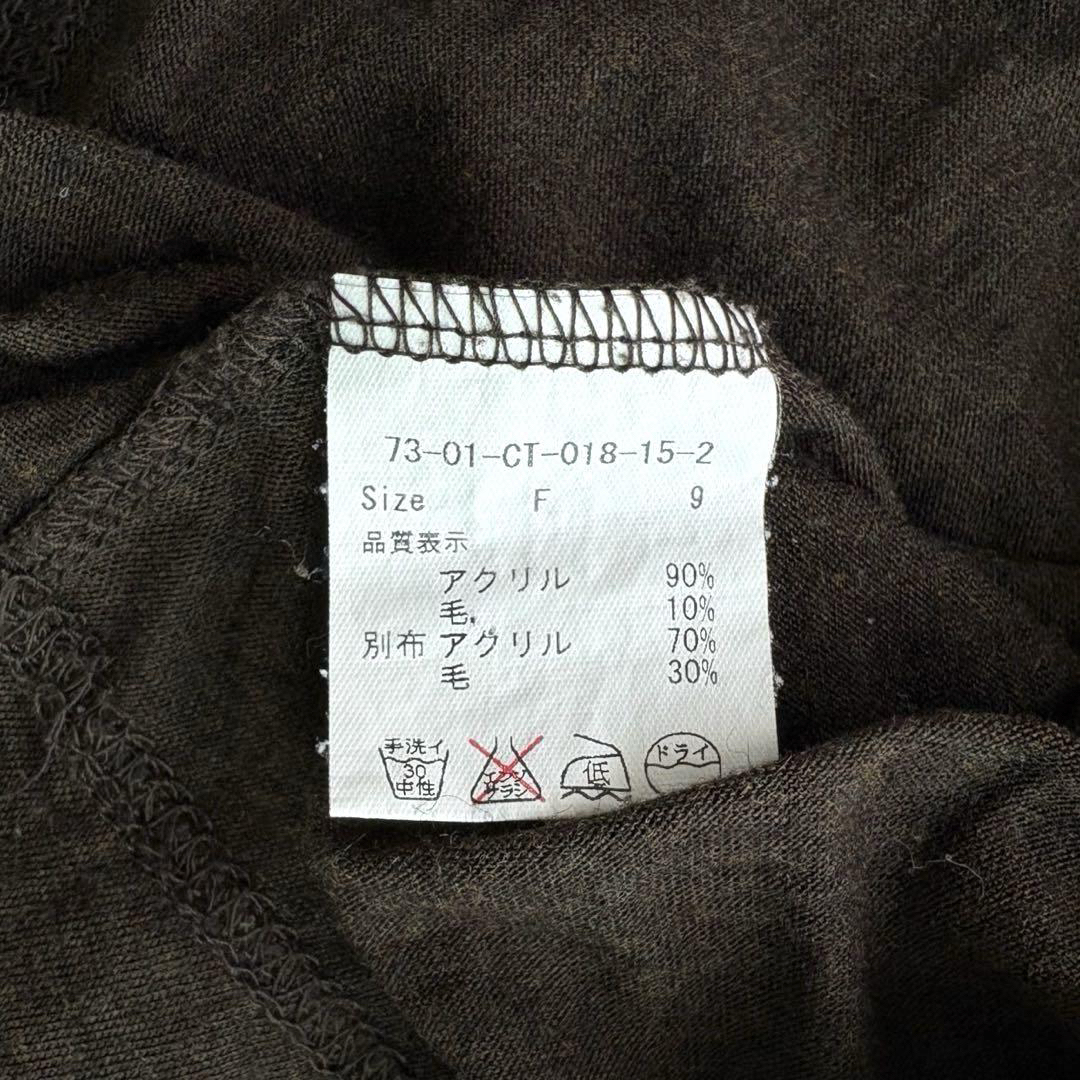 73-01-CT-018-15-2
Size F 9
品質表示
アクリル 90%
毛 10%
別布 アクリル 70%
毛 30%
手洗イ 30 中性
エンソ サラシ
低
ドライ